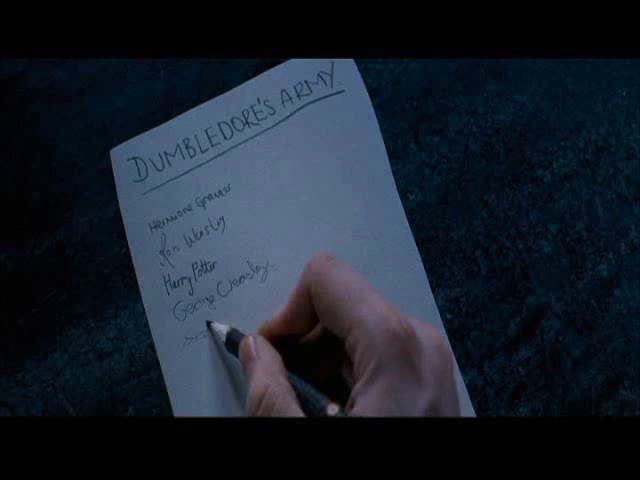 DUMBLEDORE'S ARMY
Hermione Granger
Ron Weasley
Harry Potter
George Weasley